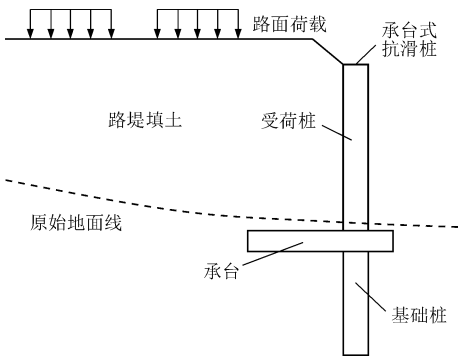 路面荷载
承台式
抗滑桩
路堤填土
受荷桩
原始地面线
承台
基础桩